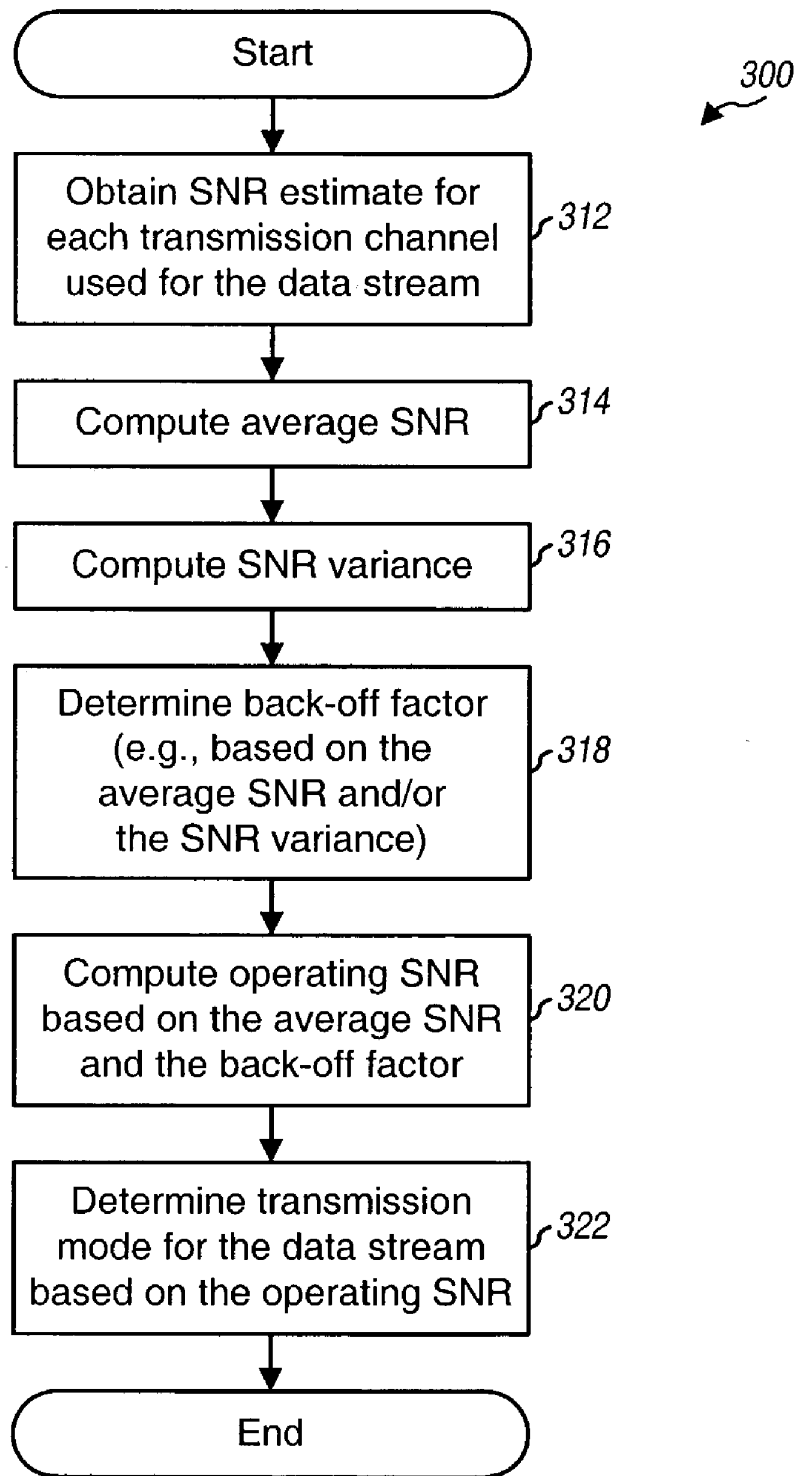 Start
300
Obtain SNR estimate for
each transmission channel
used for the data stream
312
Compute average SNR
314
Compute SNR variance
316
Determine back-off factor
(e.g., based on the
average SNR and/or
the SNR variance)
318
Compute operating SNR
based on the average SNR
and the back-off factor
320
Determine transmission
mode for the data stream
based on the operating SNR
322
End